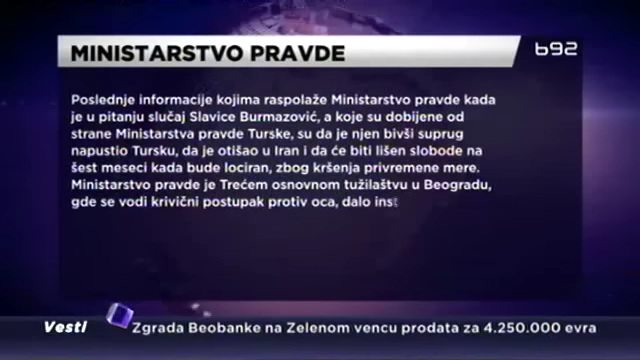 MINISTARSTVO PRAVDE
b92
Poslednje informacije kojima raspolaže Ministarstvo pravde kada
je u pitanju slučaj Slavice Burmazović, a koje su dobijene od
strane Ministarstva pravde Turske, su da je njen bivši suprug
napustio Tursku, da je otišao u Iran i da će biti lišen slobode na
šest meseci kada bude lociran, zbog kršenja privremene mere.
Ministarstvo pravde je Trećem osnovnom tužilaštvu u Beogradu,
gde se vodi krivični postupak protiv oca, dalo inst
Vesti
Zgrada Beobanke na Zelenom vencu prodata za 4.250.000 evra